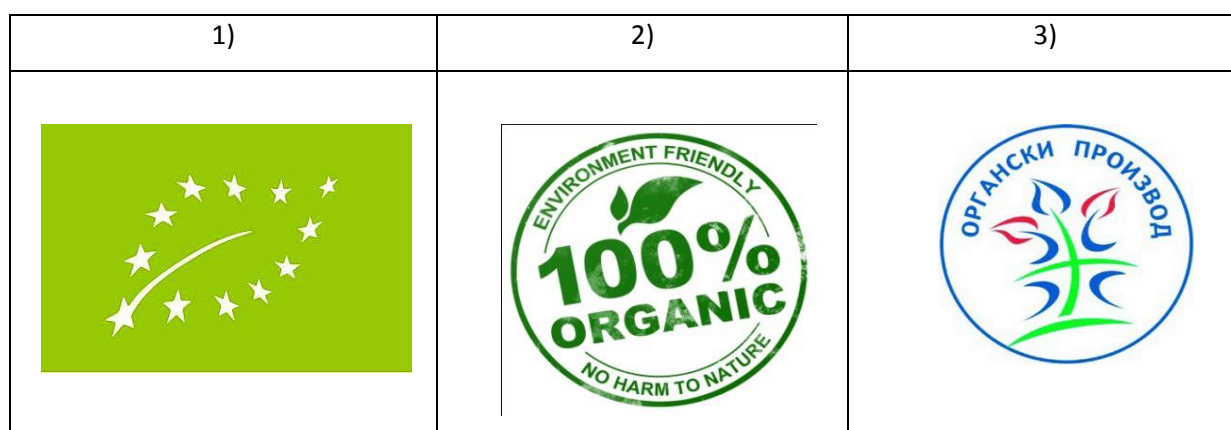 1)
2)
3)
ENVIRONMENT FRIENDLY
100%
ORGANIC
NO HARM TO NATURE
ОРГАНСКИ ПРОИЗВОД